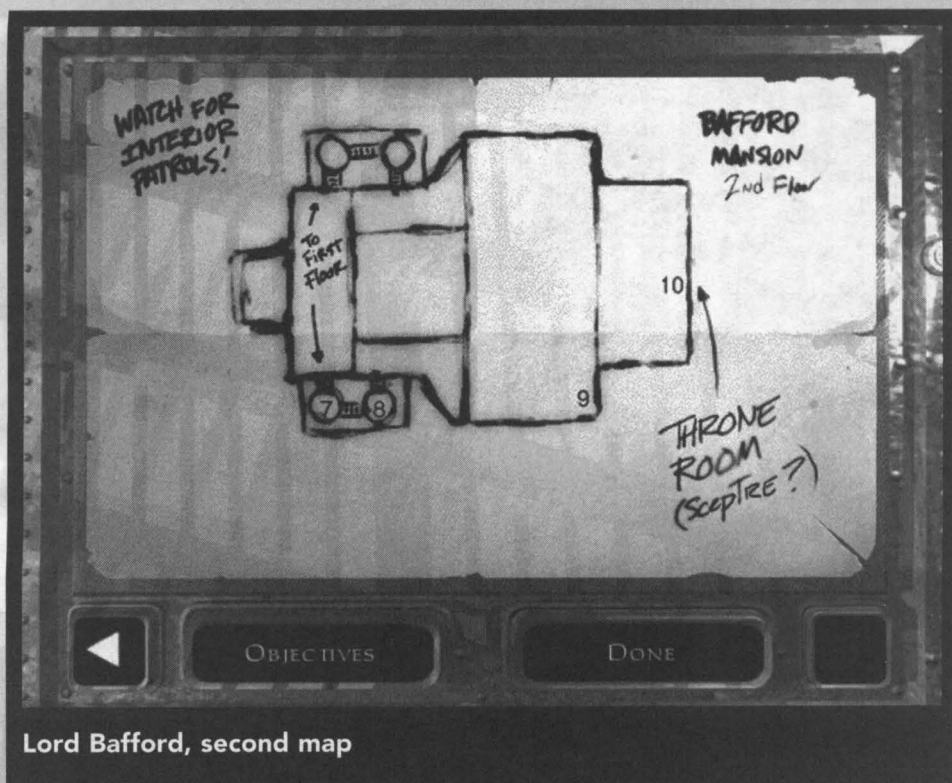 WATCH FOR
INTERIOR
PATROLS!
BAFFORD
MANSION
2nd Floor
TO
FIRST
FLOOR
10
7
8
9
THRONE
ROOM
(SCEPTRE?)
OBJECTIVES
DONE
Lord Bafford, second map